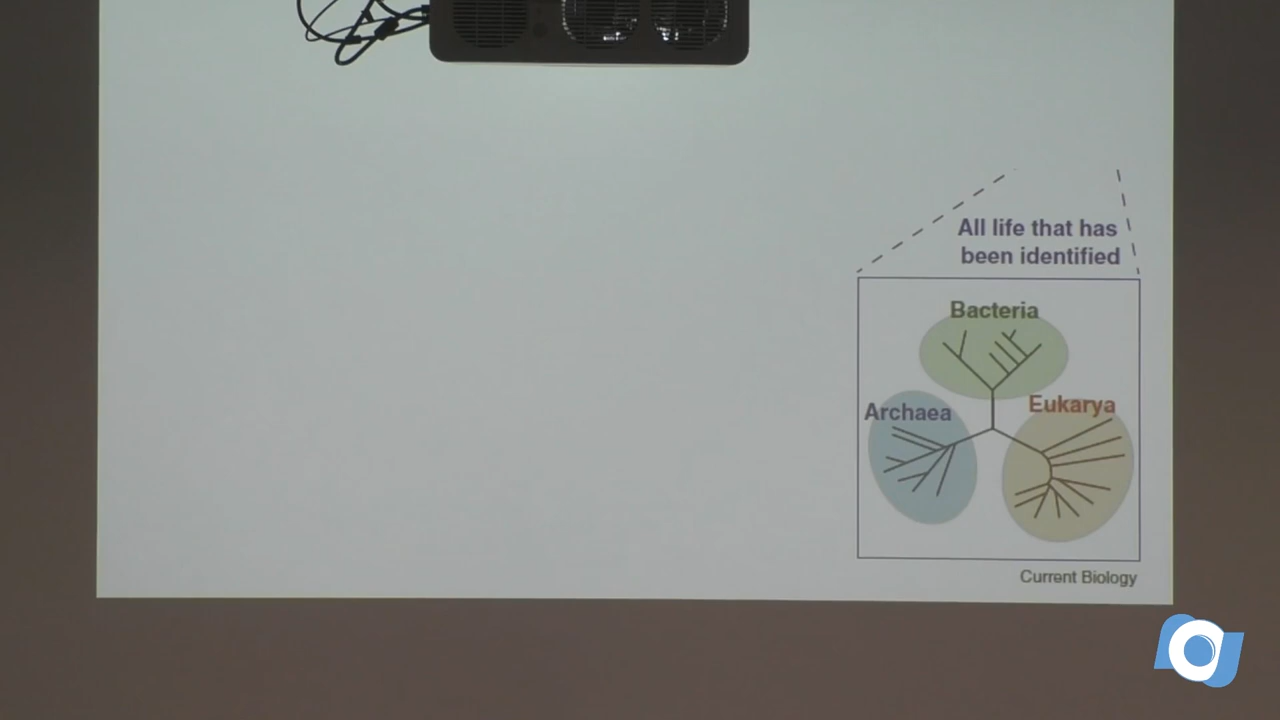 All life that has
been identified
Bacteria
Archaea
Eukarya
Current Biology